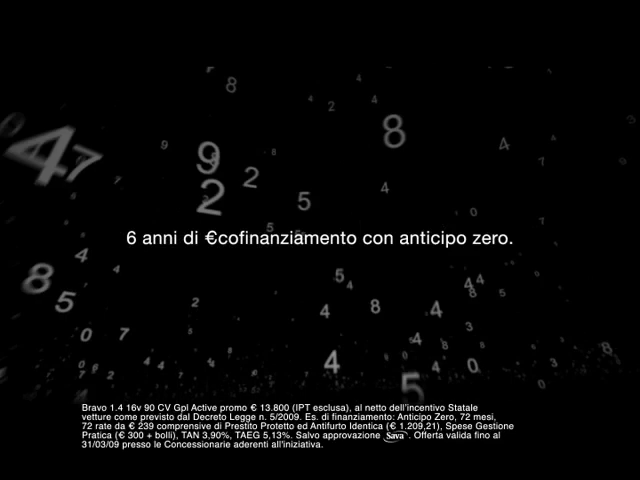 6 anni di €cofinanziamento con anticipo zero.
Bravo 1.4 16v 90 CV Gpl Active promo € 13.800 (IPT esclusa), al netto dell'incentivo Statale
vetture come previsto dal Decreto Legge n. 5/2009. Es. di finanziamento: Anticipo Zero, 72 mesi,
72 rate da € 239 comprensive di Prestito Protetto ed Antifurto Identica (€ 1.209,21), Spese Gestione
Pratica (€ 300 + bolli), TAN 3,90%, TAEG 5,13%. Salvo approvazione Sava. Offerta valida fino al
31/03/09 presso le Concessionarie aderenti all'iniziativa.